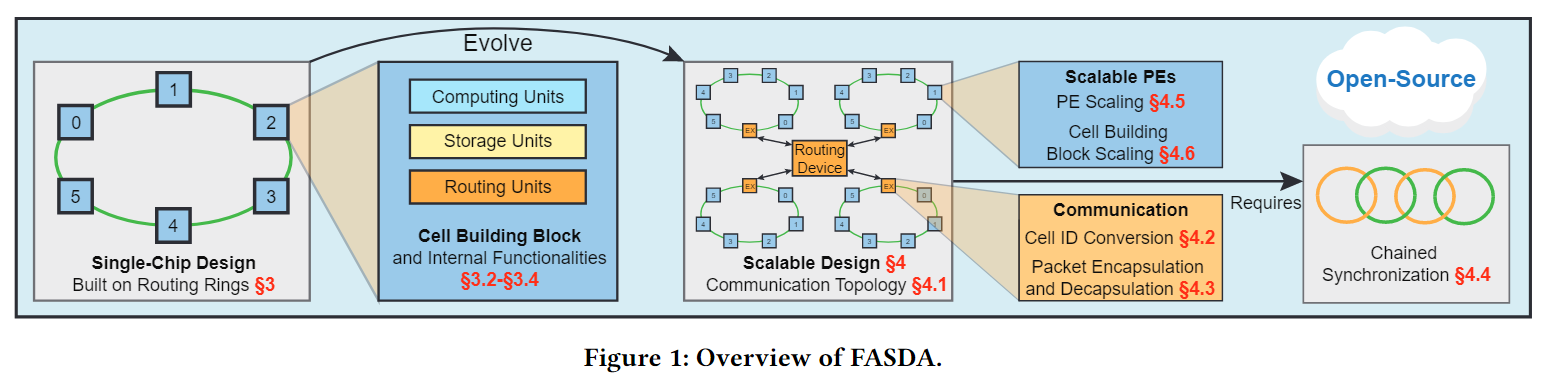 Evolve
0
1
2
3
4
5
Single-Chip Design
Built on Routing Rings §3
Computing Units
Storage Units
Routing Units
Cell Building Block
and Internal Functionalities
§3.2-§3.4
3
2
4
1
5
0
EX
3
2
4
1
5
0
EX
Routing
Device
EX
5
0
4
1
3
2
EX
5
0
4
1
3
2
Scalable Design §4
Communication Topology §4.1
Scalable PEs
PE Scaling §4.5
Cell Building
Block Scaling §4.6
Communication
Cell ID Conversion §4.2
Packet Encapsulation
and Decapsulation §4.3
Requires
Open-Source
Chained
Synchronization §4.4
Figure 1: Overview of FASDA.